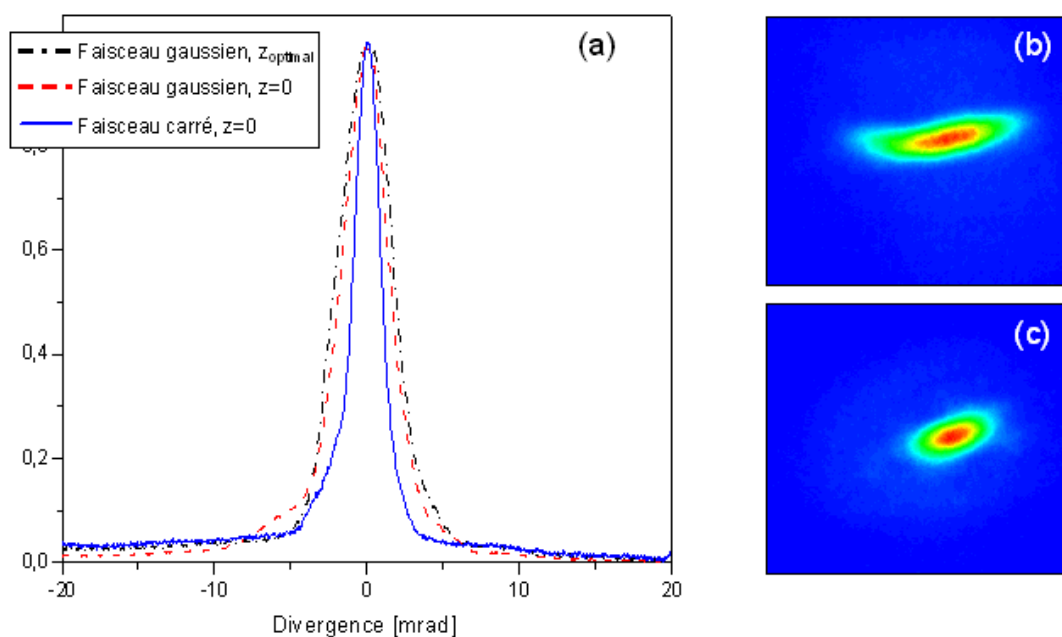 Faisceau gaussien, z_optimal
Faisceau gaussien, z=0
Faisceau carré, z=0
(a)
(b)
(c)
0,6
0,4
0,2
0,0
-20
-10
0
10
20
Divergence [mrad]